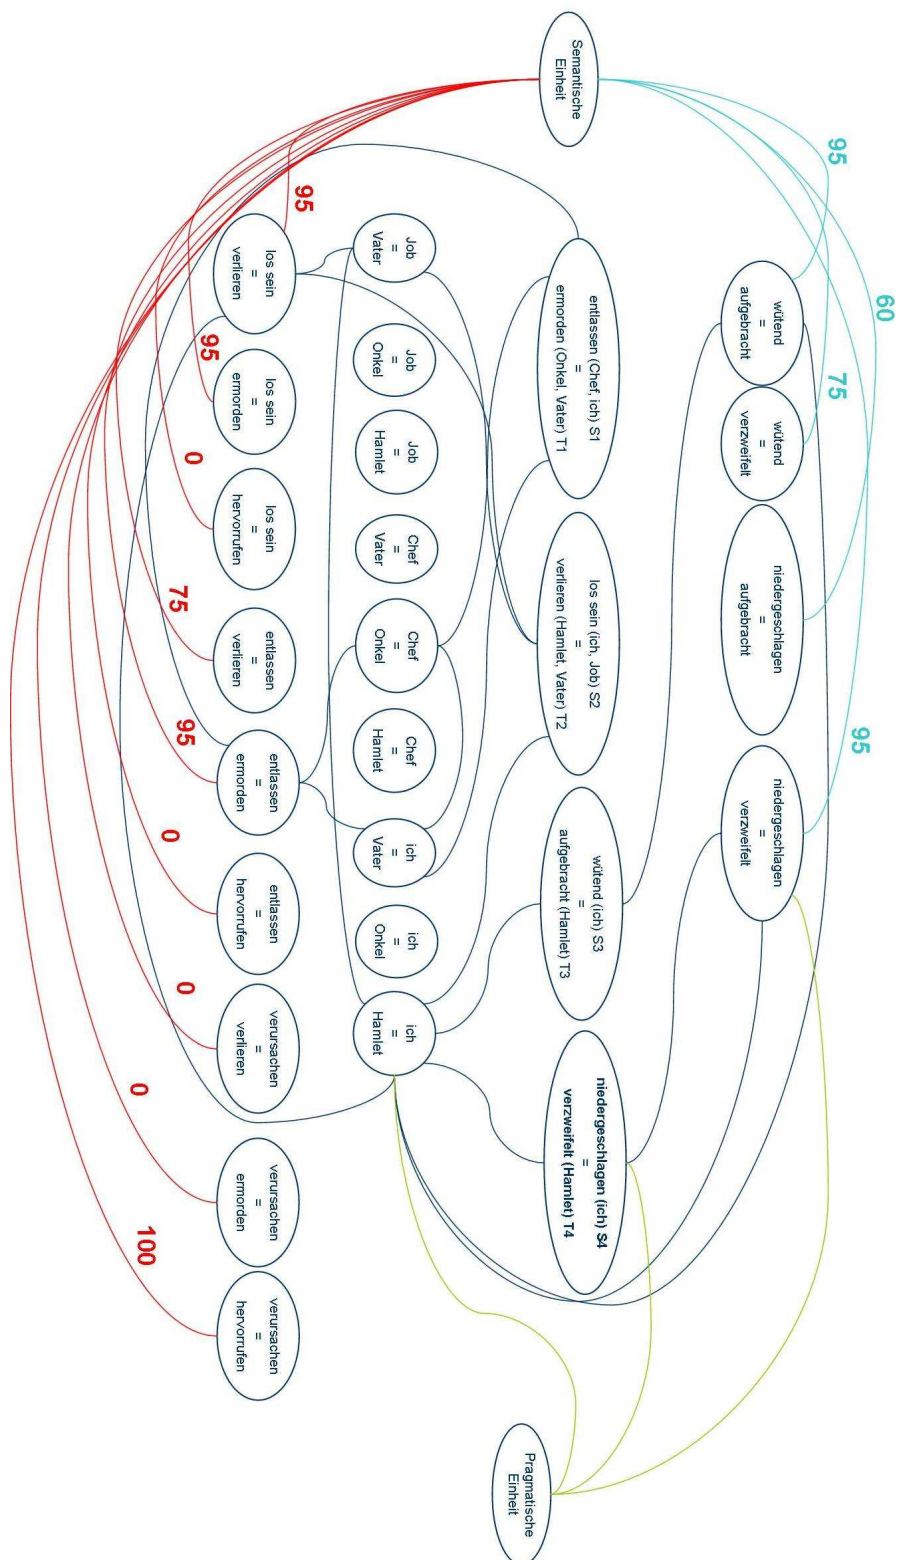 Semantische
Einheit
95
60
75
95
wütend
=
aufgebracht
wütend
=
verzweifelt
niedergeschlagen
=
aufgebracht
niedergeschlagen
=
verzweifelt
entlassen (Chef, ich) S1
=
ermorden (Onkel, Vater) T1
los sein (ich, Job) S2
=
verlieren (Hamlet, Vater) T2
wütend (ich) S3
=
aufgebracht (Hamlet) T3
niedergeschlagen (ich) S4
=
verzweifelt (Hamlet) T4
Job
=
Vater
Job
=
Onkel
Job
=
Hamlet
Chef
=
Vater
Chef
=
Onkel
Chef
=
Hamlet
ich
=
Vater
ich
=
Onkel
ich
=
Hamlet
los sein
=
verlieren
los sein
=
ermorden
los sein
=
hervorrufen
entlassen
=
verlieren
entlassen
=
ermorden
entlassen
=
hervorrufen
verursachen
=
verlieren
verursachen
=
ermorden
verursachen
=
hervorrufen
95
95
0
75
95
0
0
0
100
Pragmatische
Einheit